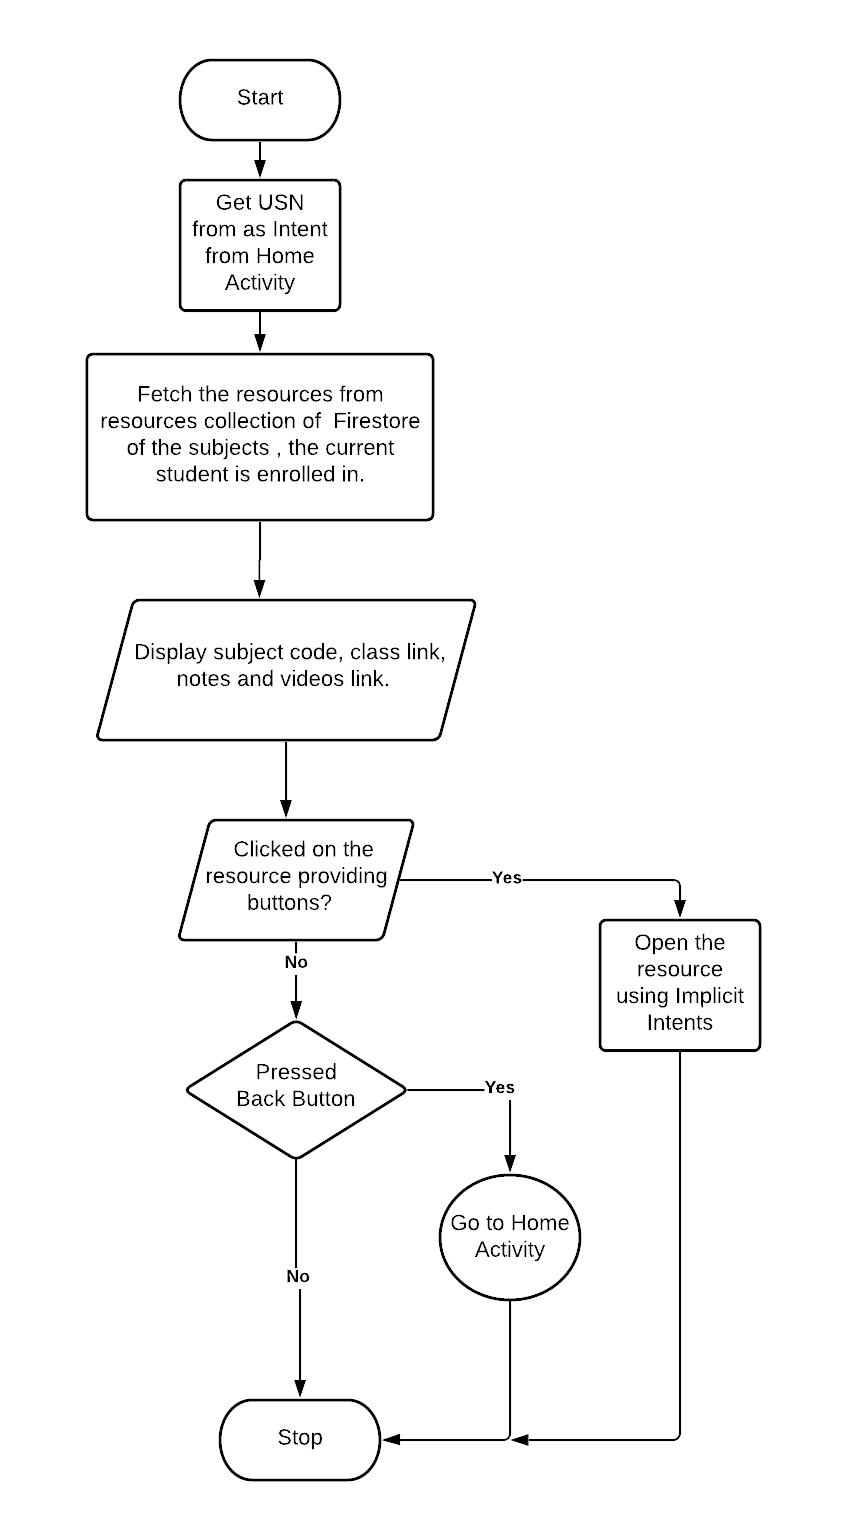 Start
Get USN
from as Intent
from Home
Activity
Fetch the resources from
resources collection of  Firestore
of the subjects , the current
student is enrolled in.
Display subject code, class link,
notes and videos link.
Clicked on the
resource providing
buttons?
Yes
No
Open the
resource
using Implicit
Intents
Pressed
Back Button
Yes
Go to Home
Activity
No
Stop